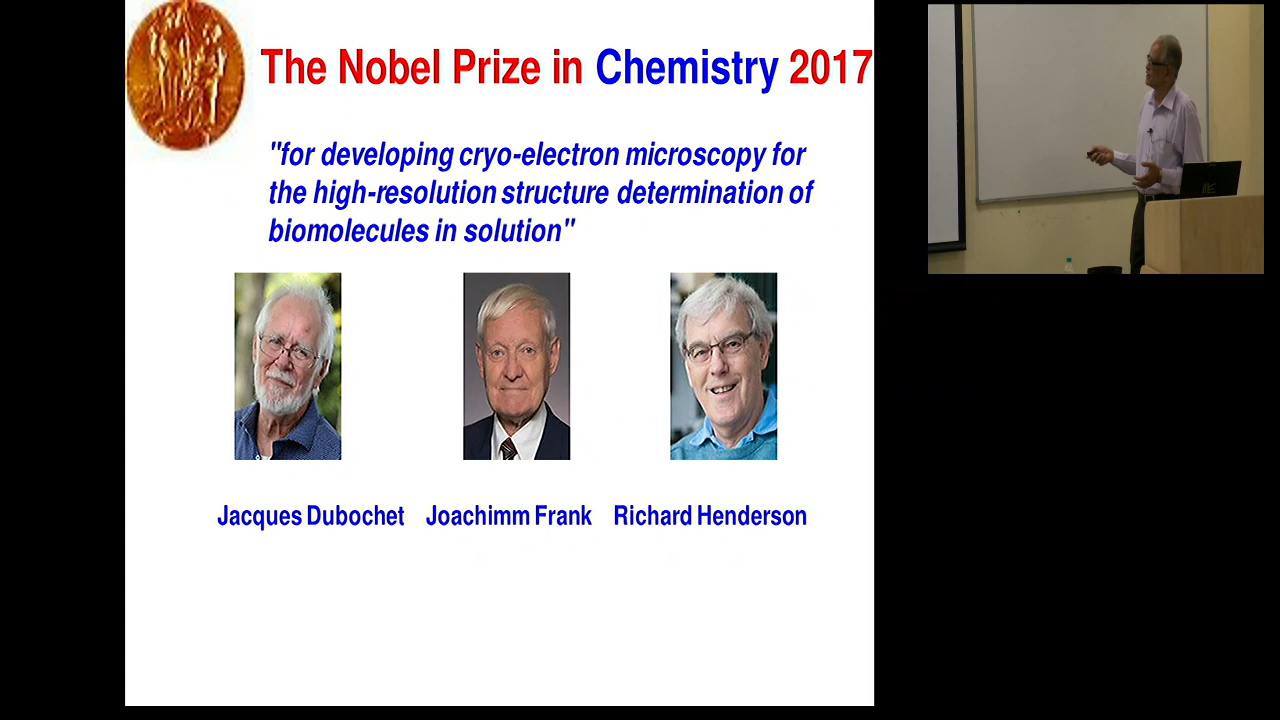 The Nobel Prize in Chemistry 2017
"for developing cryo-electron microscopy for
the high-resolution structure determination of
biomolecules in solution"
Jacques Dubochet Joachimm Frank Richard Henderson